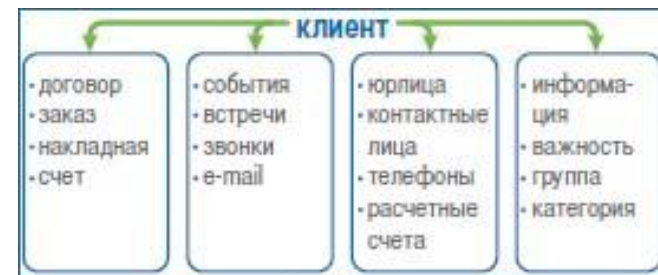 клиент
• договор
• заказ
• накладная
• счет
• события
• встречи
• звонки
• e-mail
• юрлица
• контактные
лица
• телефоны
• расчетные
счета
• информа-
ция
• важность
• группа
• категория